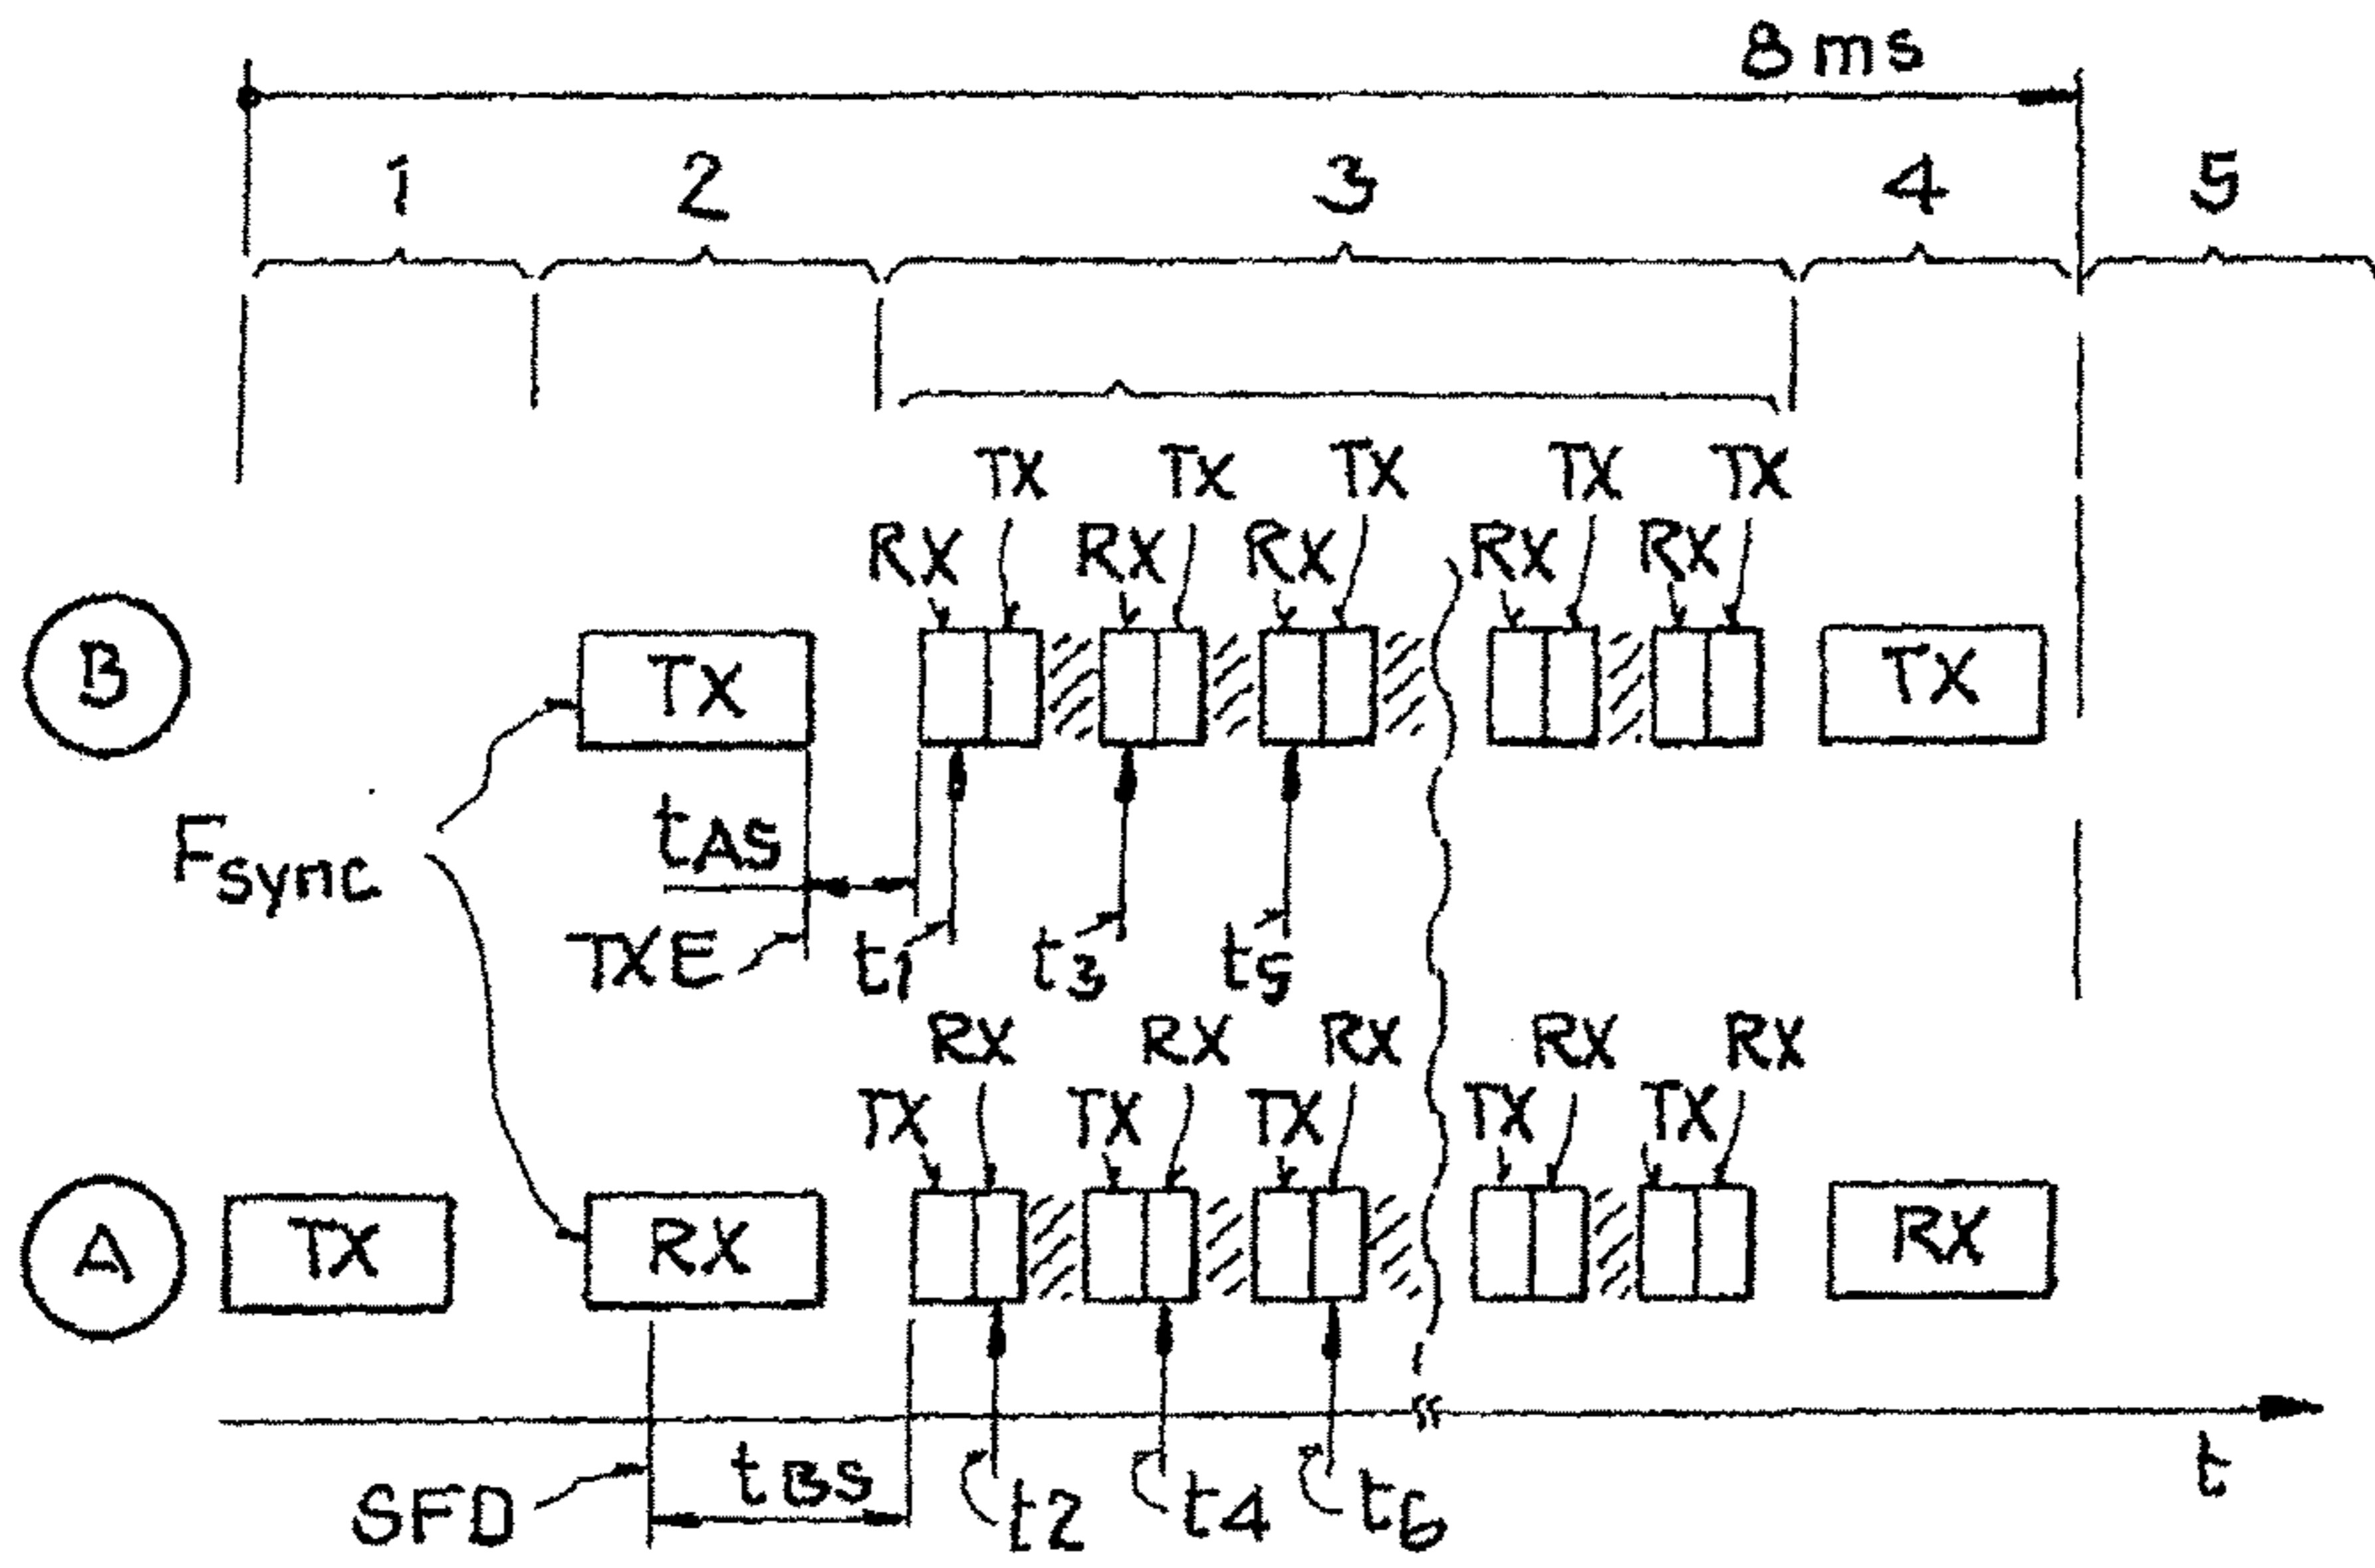 8 ms
1 2 3 4 5
TX TX TX TX TX
RX RX RX RX RX
B TX TX
Fsync
tAS
TXE t1 t3 t5
RX RX RX RX RX
TX TX TX TX TX
A TX RX RX
SFD tBS t2 t4 t6 t